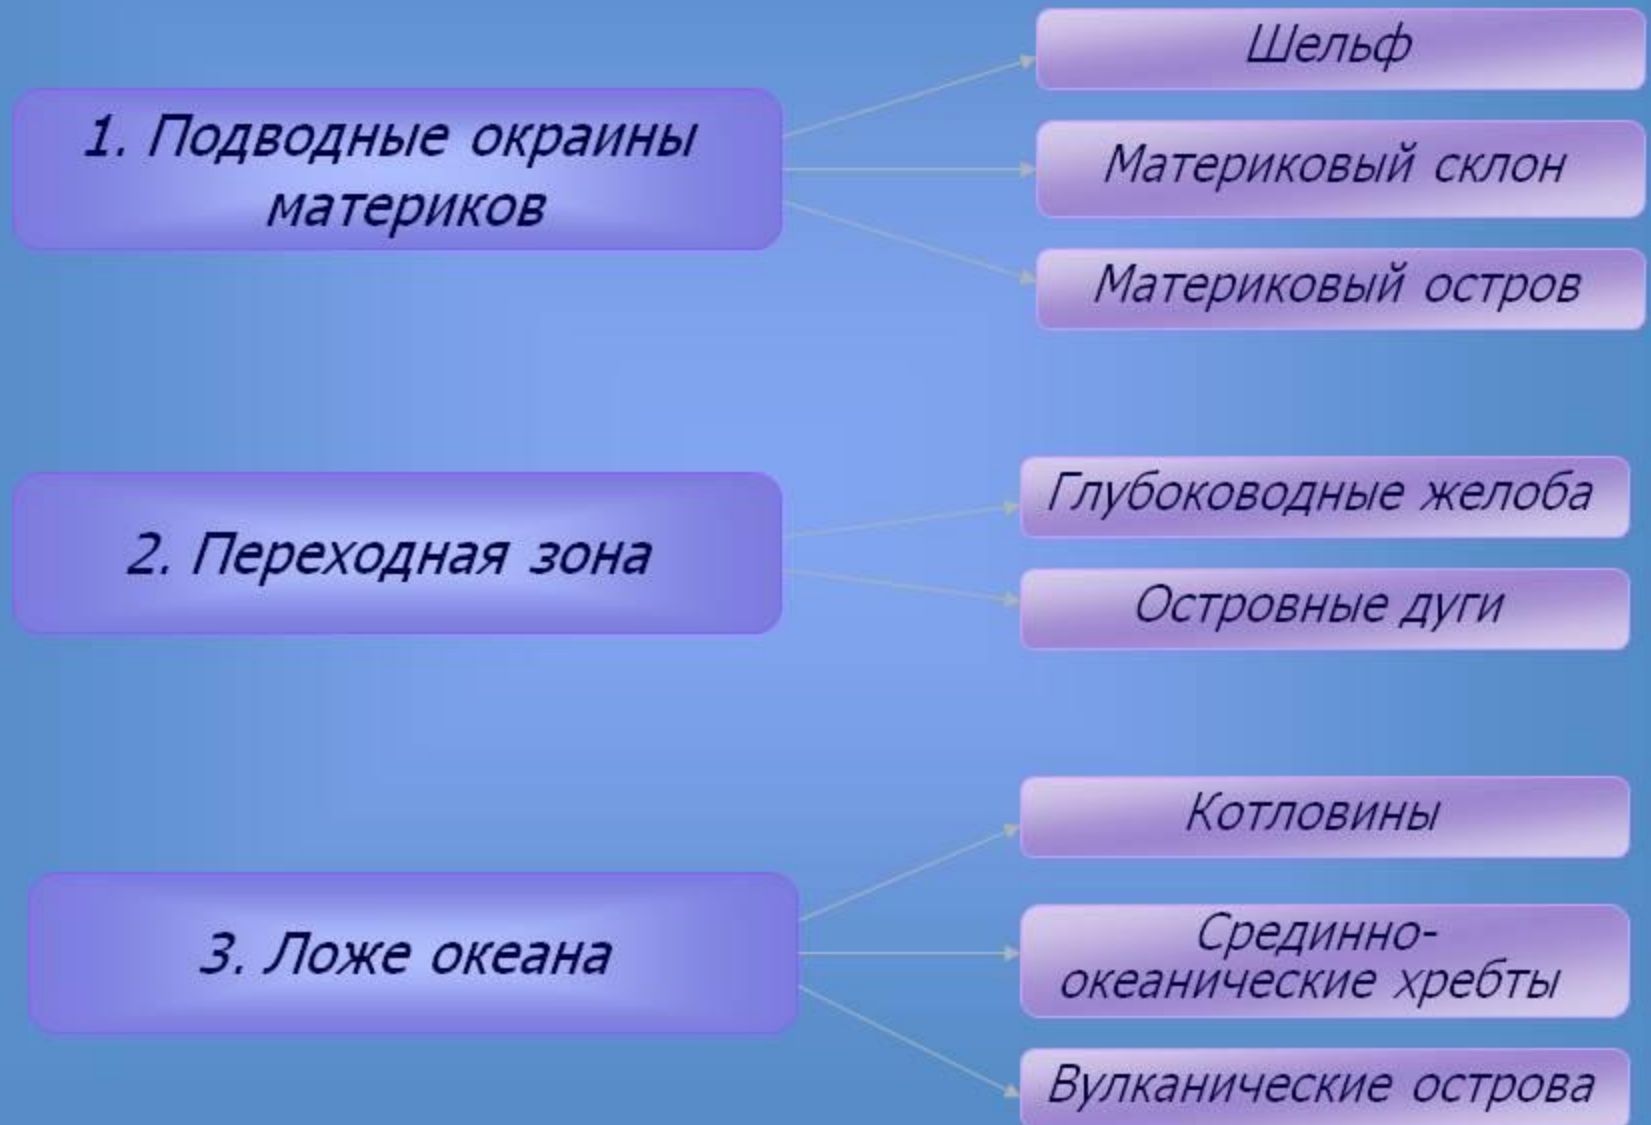 1. Подводные окраины
материков
Шельф
Материковый склон
Материковый остров
2. Переходная зона
Глубоководные желоба
Островные дуги
3. Ложе океана
Котловины
Срединно-
океанические хребты
Вулканические острова